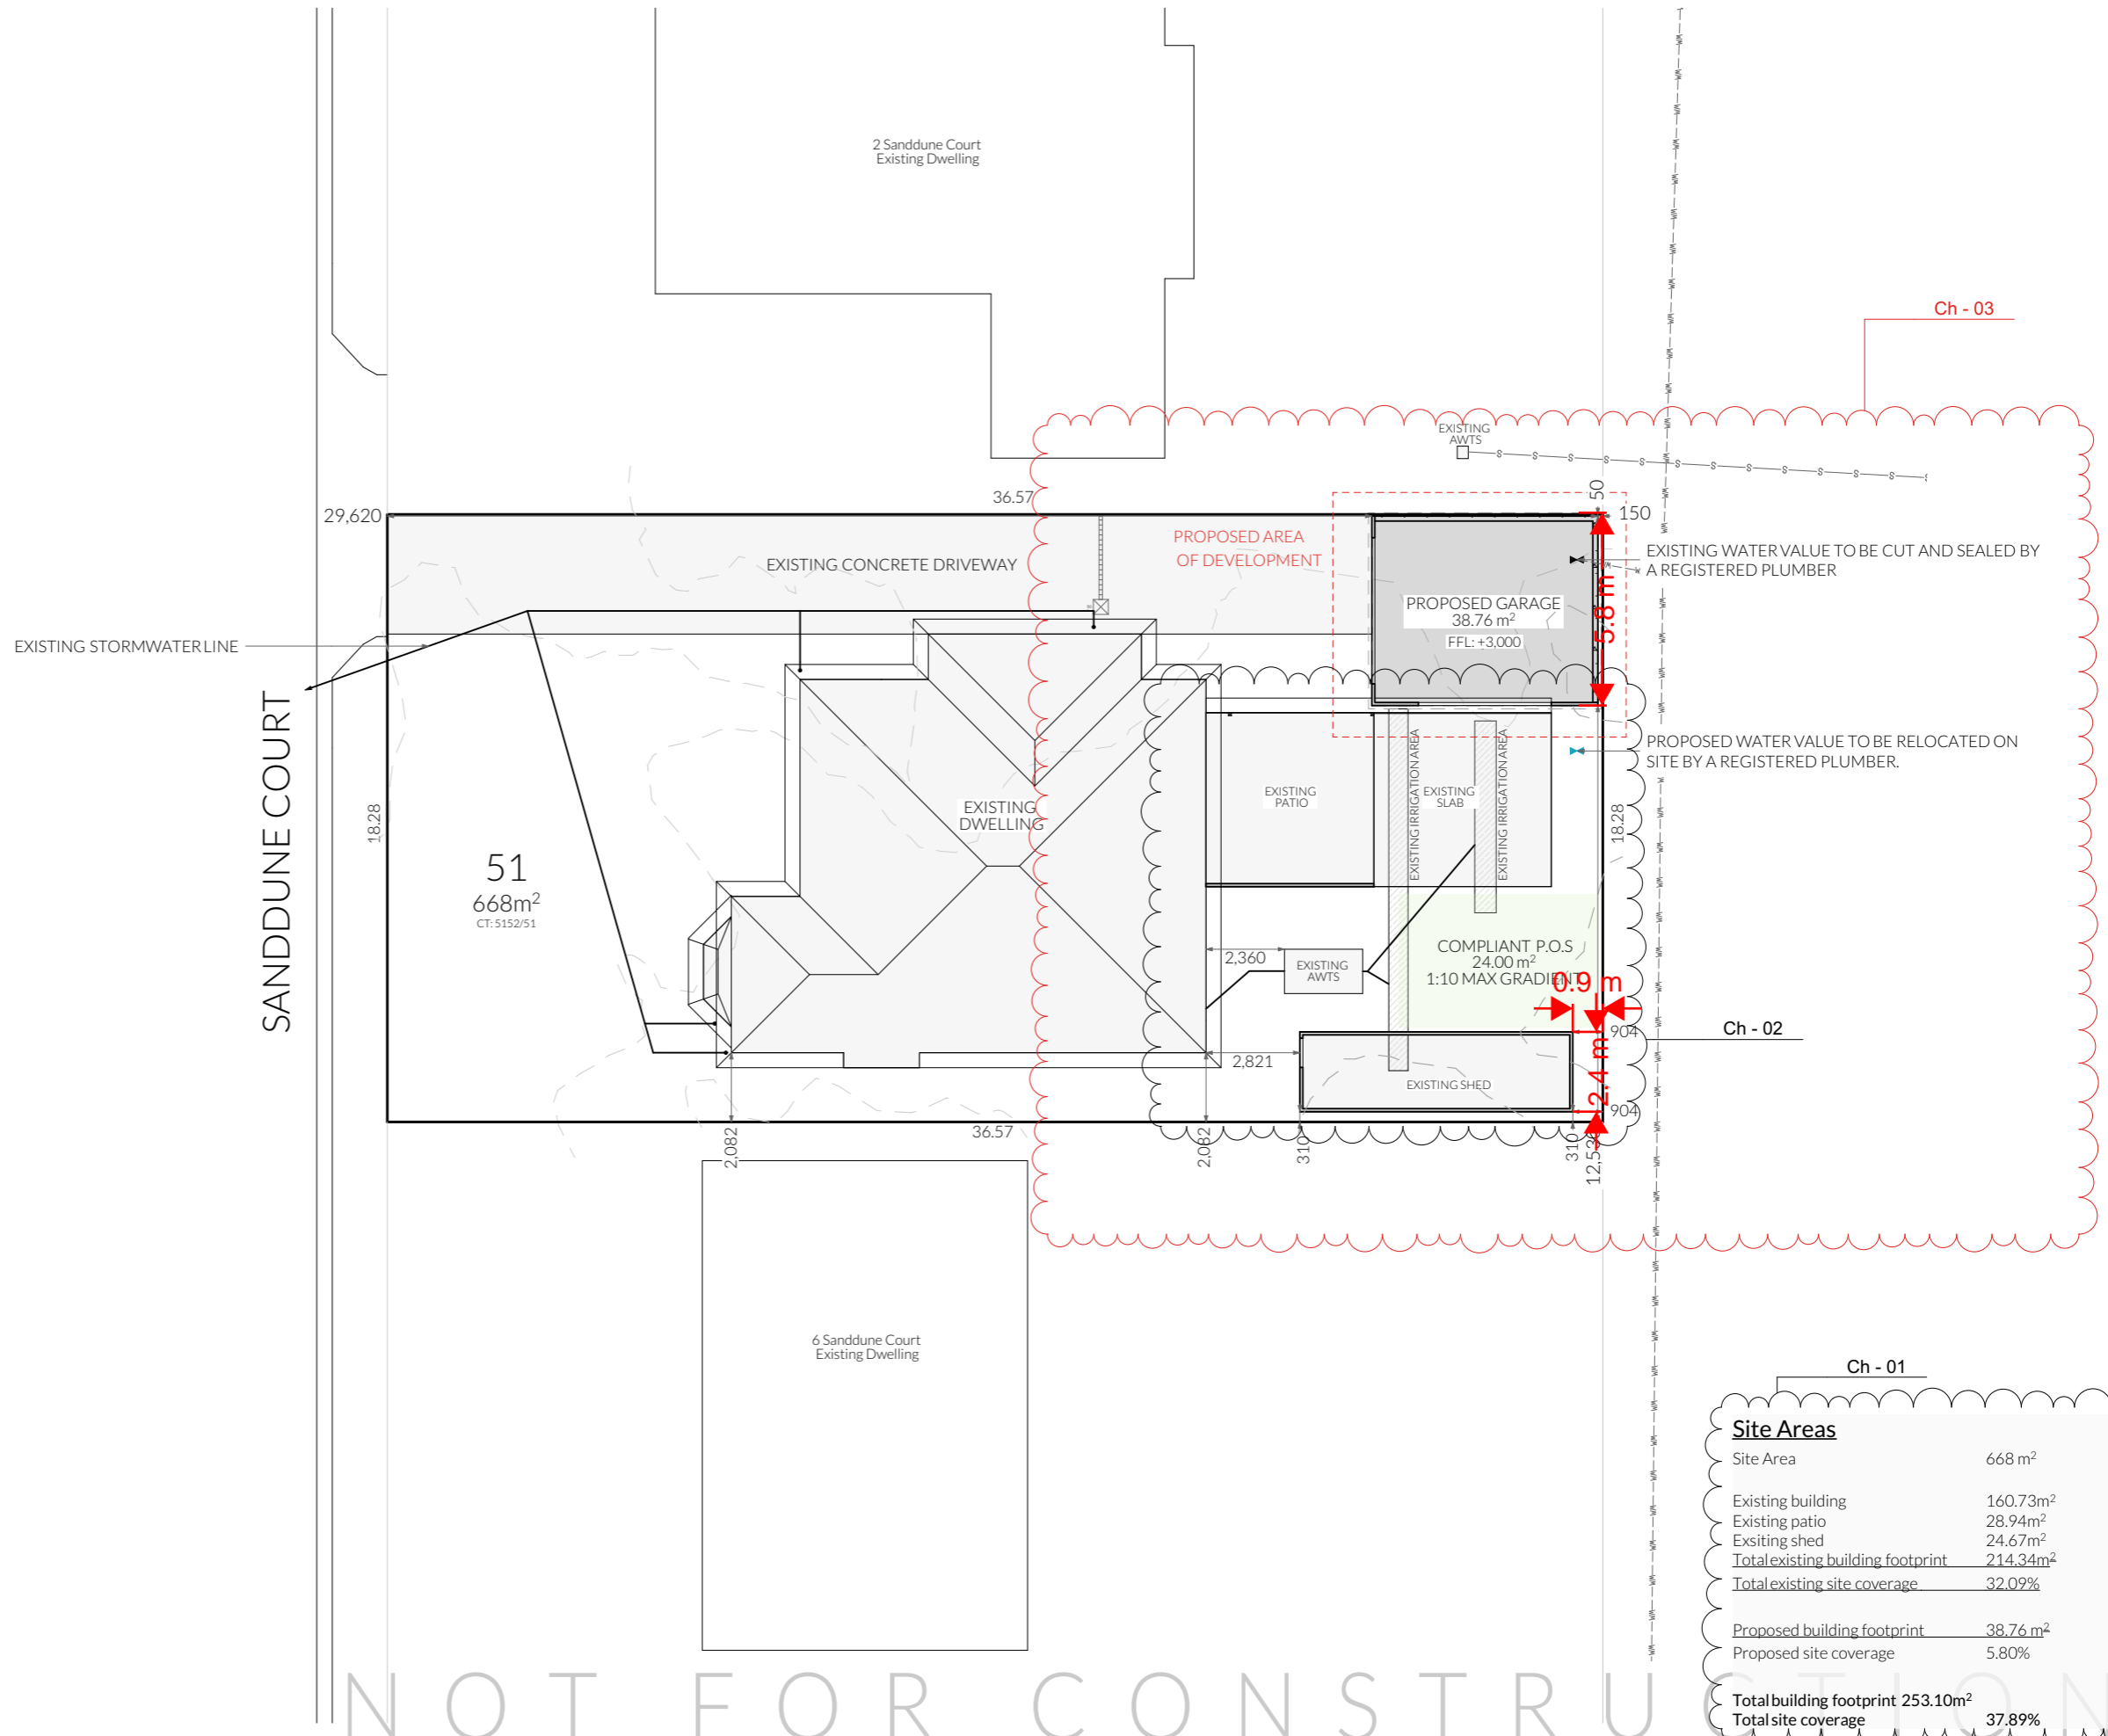 2 Sanddune Court
Existing Dwelling
Ch - 03
EXISTING
AWTS
S S S S S S S S S S S S
36.57
29,620
50
150
PROPOSED AREA
OF DEVELOPMENT
EXISTING CONCRETE DRIVEWAY
EXISTING WATER VALUE TO BE CUT AND SEALED BY
A REGISTERED PLUMBER
PROPOSED GARAGE
38.76 m²
FFL: +3,000
5.8 m
EXISTING STORMWATER LINE
SANDDUNE COURT
PROPOSED WATER VALUE TO BE RELOCATED ON
SITE BY A REGISTERED PLUMBER.
EXISTING
PATIO
EXISTING IRRIGATION AREA
EXISTING
SLAB
EXISTING IRRIGATION AREA
EXISTING
DWELLING
18.28
18.28
51
668m²
CT: 5152/51
COMPLIANT P.O.S
24.00 m²
1:10 MAX GRADIENT
2,360
EXISTING
AWTS
0.9 m
904
Ch - 02
2,821
EXISTING SHED
2.4 m
904
36.57
2,082
2,082
310
310
6 Sanddune Court
Existing Dwelling
Ch - 01
Site Areas
Site Area 668 m²
Existing building 160.73m²
Existing patio 28.94m²
Exsiting shed 24.67m²
Total existing building footprint 214.34m²
Total existing site coverage 32.09%
Proposed building footprint 38.76 m²
Proposed site coverage 5.80%
Total building footprint 253.10m²
Total site coverage 37.89%
NOT FOR CONSTRUCTION